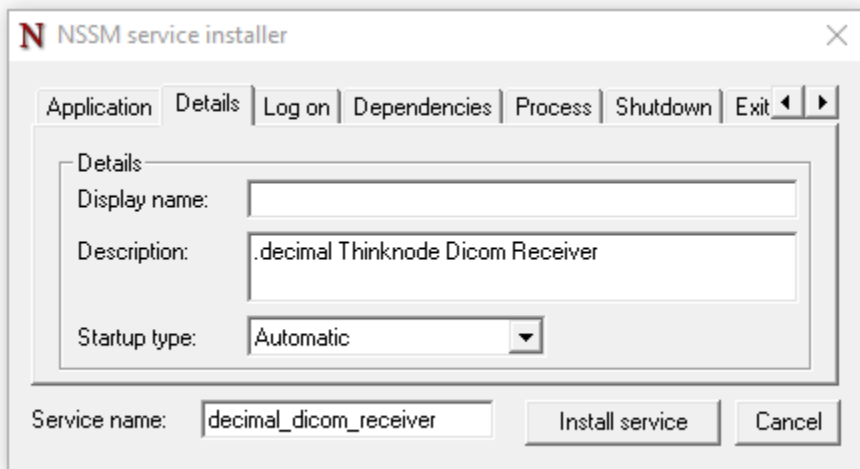 N NSSM service installer
Application Details Log on Dependencies Process Shutdown Exit
Details
Display name:
Description: .decimal Thinknode Dicom Receiver
Startup type: Automatic
Service name: decimal_dicom_receiver Install service Cancel